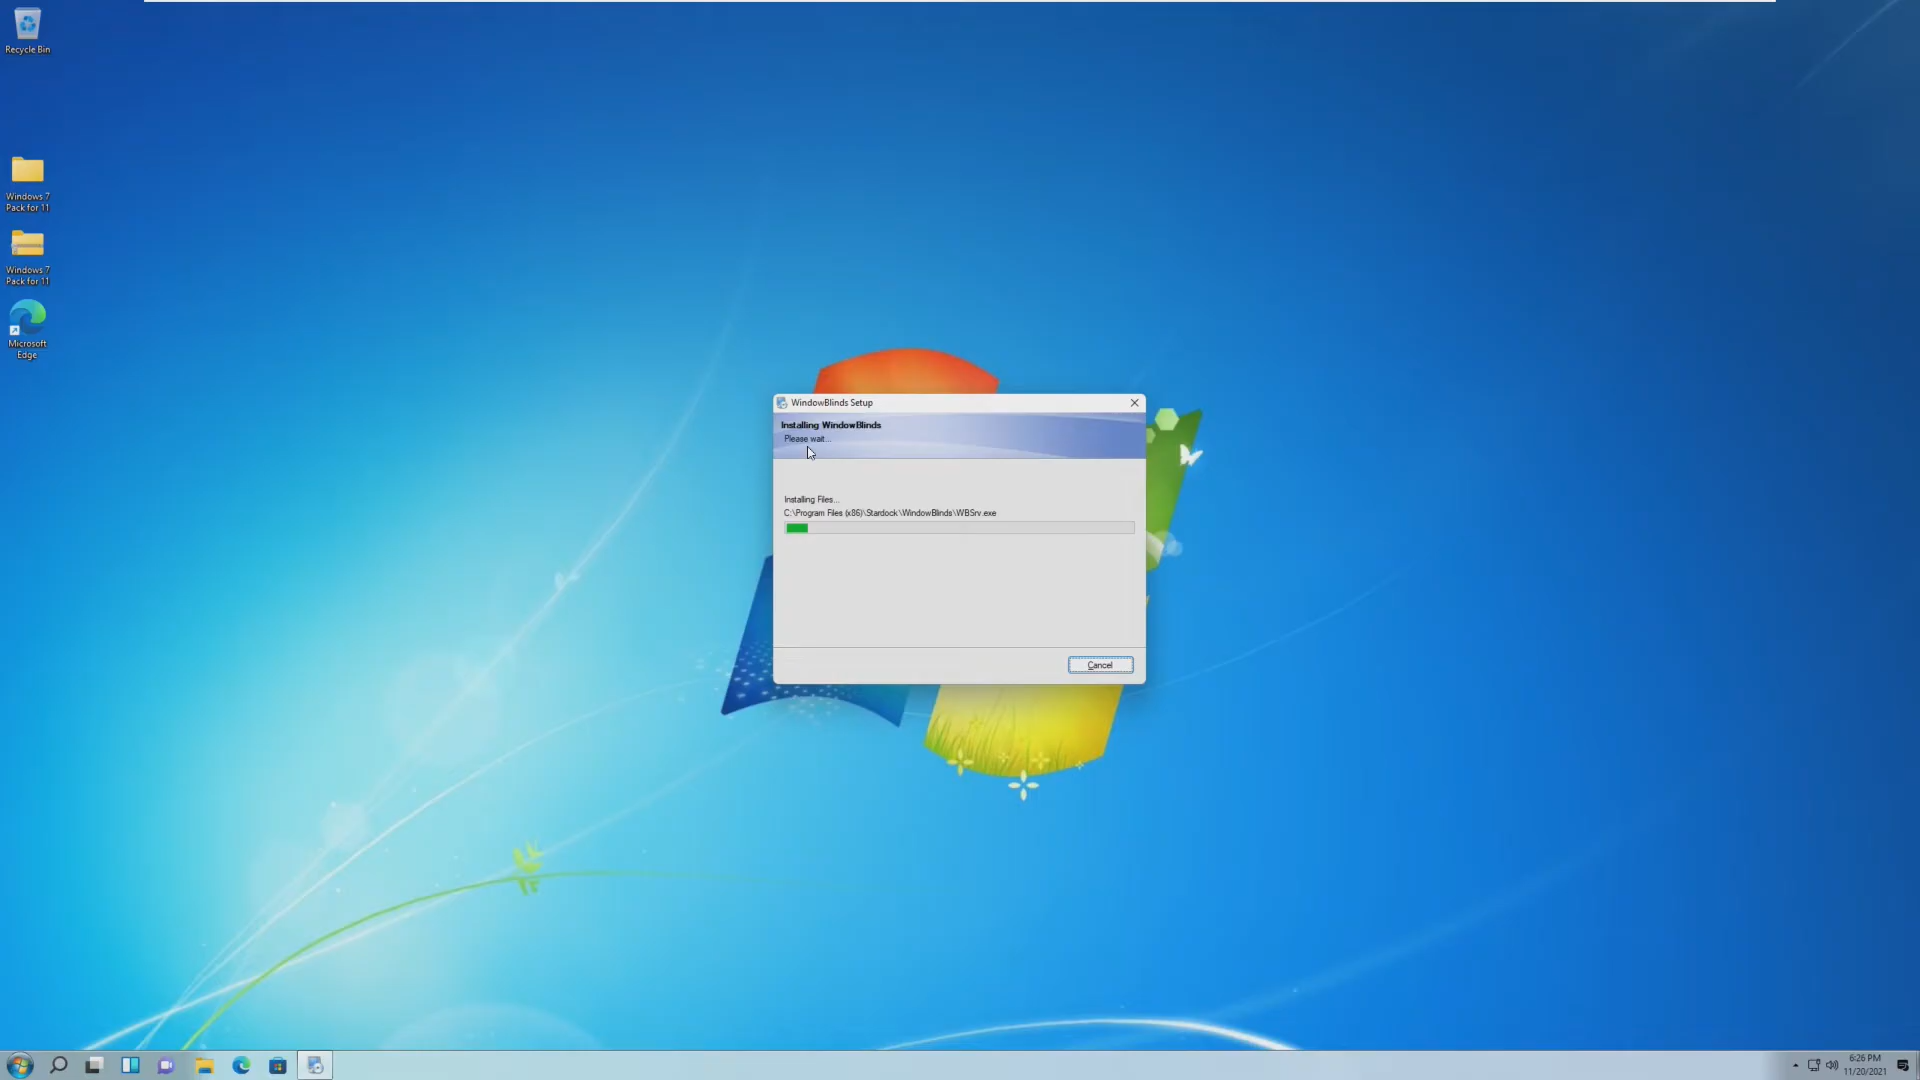 Recycle Bin
Windows 7
Pack for 11
Windows 7
Pack for 11
Microsoft
Edge
WindowBlinds Setup
Installing WindowBlinds
Please wait...
Installing Files...
C:\Program Files (x86)\Stardock\WindowBlinds\WBSrv.exe
Cancel
6:26 PM
11/20/2021